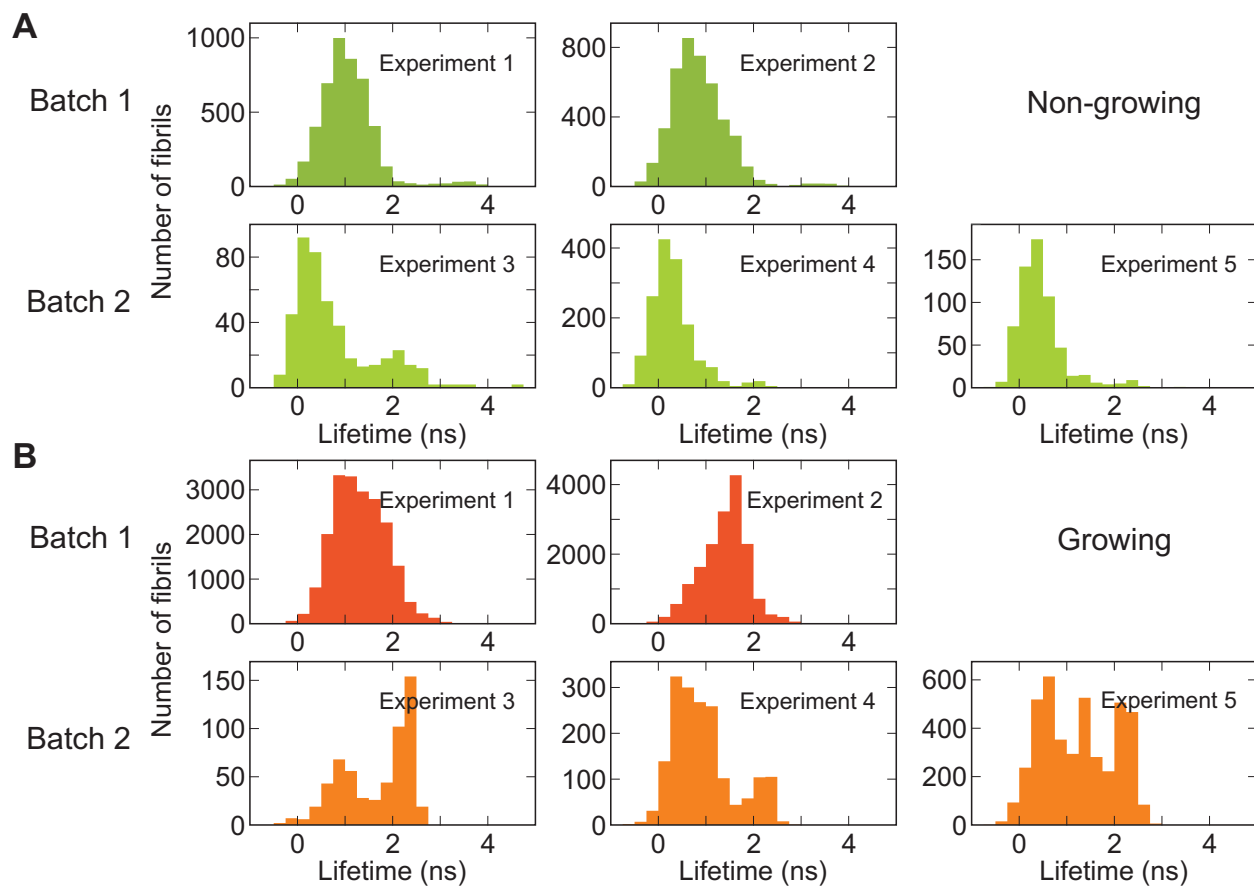 A
Batch 1
Number of fibrils
1000
500
0
0 2 4
Experiment 1
800
400
0
0 2 4
Experiment 2
Non-growing
Batch 2
80
40
0
0 2 4
Experiment 3
Lifetime (ns)
400
200
0
0 2 4
Experiment 4
Lifetime (ns)
150
100
50
0
0 2 4
Experiment 5
Lifetime (ns)
B
Batch 1
Number of fibrils
3000
2000
1000
0
0 2 4
Experiment 1
4000
2000
0
0 2 4
Experiment 2
Growing
Batch 2
150
100
50
0
0 2 4
Experiment 3
Lifetime (ns)
300
200
100
0
0 2 4
Experiment 4
Lifetime (ns)
600
400
200
0
0 2 4
Experiment 5
Lifetime (ns)